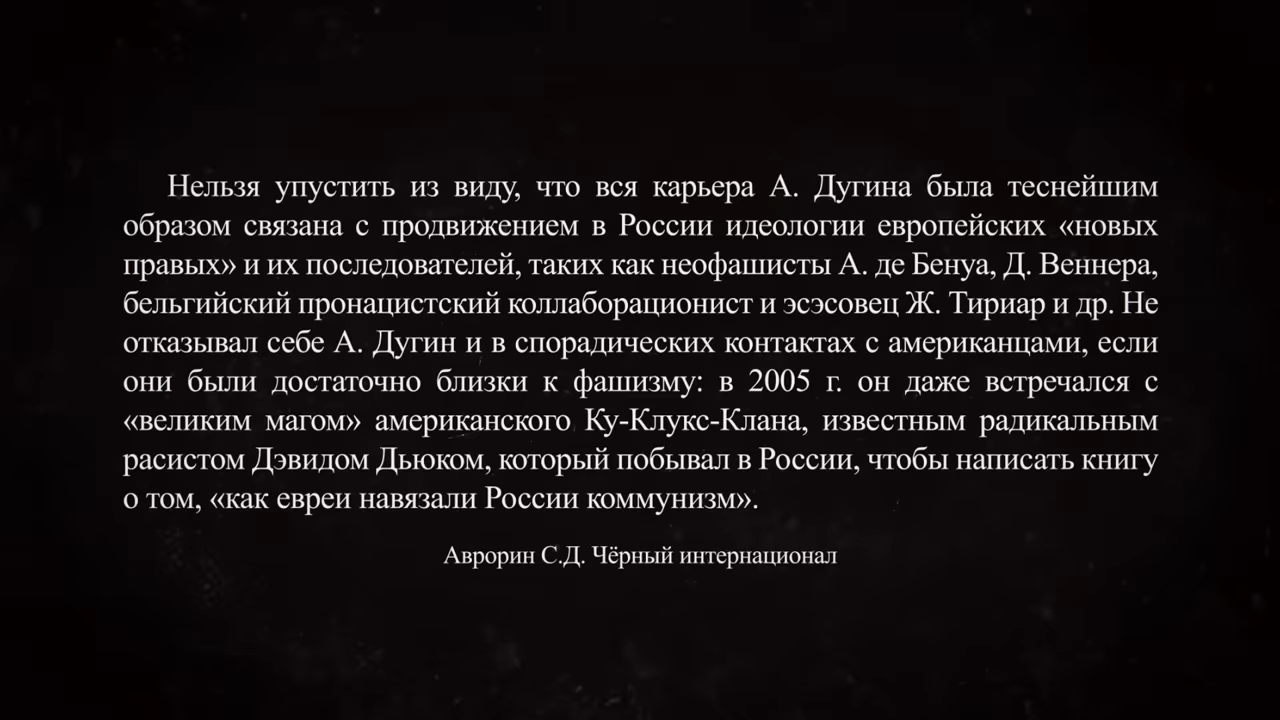 Нельзя упустить из виду, что вся карьера А. Дугина была теснейшим
образом связана с продвижением в России идеологии европейских «новых
правых» и их последователей, таких как неофашисты А. де Бенуа, Д. Веннера,
бельгийский пронацистский коллаборационист и эсэсовец Ж. Тириар и др. Не
отказывал себе А. Дугин и в спорадических контактах с американцами, если
они были достаточно близки к фашизму: в 2005 г. он даже встречался с
«великим магом» американского Ку-Клукс-Клана, известным радикальным
расистом Дэвидом Дьюком, который побывал в России, чтобы написать книгу
о том, «как евреи навязали России коммунизм».
Аврорин С.Д. Чёрный интернационал